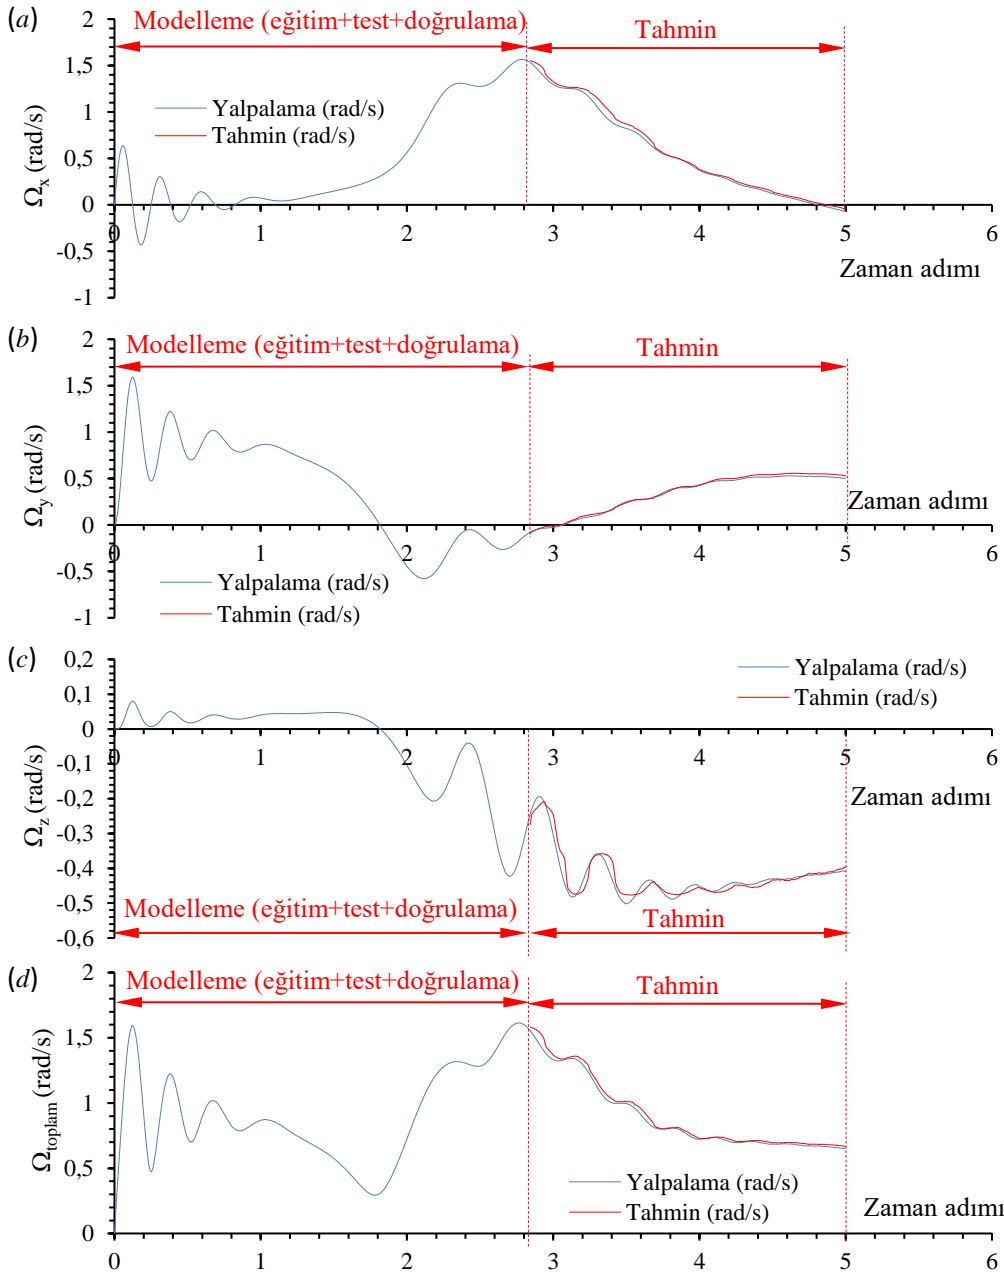 (a)
Modelleme (eğitim+test+doğrulama)
Tahmin
2
1,5
1
0,5
0
-0,5
-1
Ωx (rad/s)
Yalpalama (rad/s)
Tahmin (rad/s)
0 1 2 3 4 5 6
Zaman adımı
(b)
Modelleme (eğitim+test+doğrulama)
Tahmin
2
1,5
1
0,5
0
-0,5
-1
Ωy (rad/s)
Zaman adımı
0 1 2 3 4 5 6
Yalpalama (rad/s)
Tahmin (rad/s)
(c)
0,2
0,1
0
-0,1
-0,2
-0,3
-0,4
-0,5
-0,6
Ωz (rad/s)
Yalpalama (rad/s)
Tahmin (rad/s)
0 1 2 3 4 5 6
Zaman adımı
Modelleme (eğitim+test+doğrulama)
Tahmin
(d)
Modelleme (eğitim+test+doğrulama)
Tahmin
2
1,5
1
0,5
0
Ωtoplam (rad/s)
Yalpalama (rad/s)
Tahmin (rad/s)
Zaman adımı
0 1 2 3 4 5 6